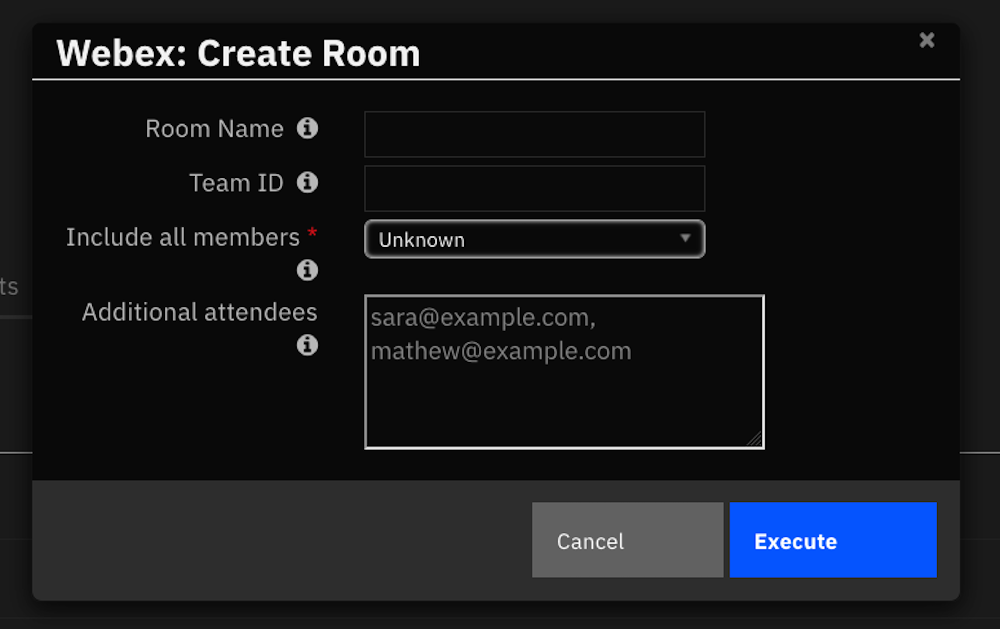 Webex: Create Room
Room Name
Team ID
Include all members *
Unknown
ts
Additional attendees
sara@example.com,
mathew@example.com
Cancel
Execute